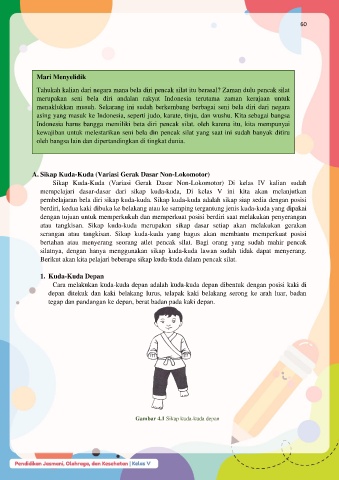 60
Mari Menyelidik
Tahukah kalian dari negara mana bela diri pencak silat itu berasal? Zaman dulu pencak silat
merupakan seni bela diri andalan rakyat Indonesia terutama zaman kerajaan untuk
menaklukkan musuh. Sekarang ini sudah berkembang berbagai seni bela diri dari negara
asing yang masuk ke Indonesia, seperti judo, karate, tinju, dan wushu. Kita sebagai bangsa
Indonesia harus bangga memiliki bela diri pencak silat. oleh karena itu, kita mempunyai
kewajiban untuk melestarikan seni bela diri pencak silat yang saat ini sudah banyak ditiru
oleh bangsa lain dan dipertandingkan di tingkat dunia.
A. Sikap Kuda-Kuda (Variasi Gerak Dasar Non-Lokomotor)
Sikap Kuda-Kuda (Variasi Gerak Dasar Non-Lokomotor) Di kelas IV kalian sudah
mempelajari dasar-dasar dari sikap kuda-kuda, Di kelas V ini kita akan melanjutkan
pembelajaran bela diri sikap kuda-kuda. Sikap kuda-kuda adalah sikap siap sedia dengan posisi
berdiri, kedua kaki dibuka ke belakang atau ke samping tergantung jenis kuda-kuda yang dipakai
dengan tujuan untuk memperkukuh dan memperkuat posisi berdiri saat melakukan penyerangan
atau tangkisan. Sikap kuda-kuda merupakan sikap dasar setiap akan melakukan gerakan
serangan atau tangkisan. Sikap kuda-kuda yang bagus akan membantu memperkuat posisi
bertahan atau menyerang seorang atlet pencak silat. Bagi orang yang sudah mahir pencak
silatnya, dengan hanya menggunakan sikap kuda-kuda lawan sudah tidak dapat menyerang.
Berikut akan kita pelajari beberapa sikap kuda-kuda dalam pencak silat.
1. Kuda-Kuda Depan
Cara melakukan kuda-kuda depan adalah kuda-kuda depan dibentuk dengan posisi kaki di
depan ditekuk dan kaki belakang lurus, telapak kaki belakang serong ke arah luar, badan
tegap dan pandangan ke depan, berat badan pada kaki depan.
Gambar 4.3 Sikap kuda-kuda depan
Pendidikan Jasmani, Olahraga, dan Kesehatan | Kelas V